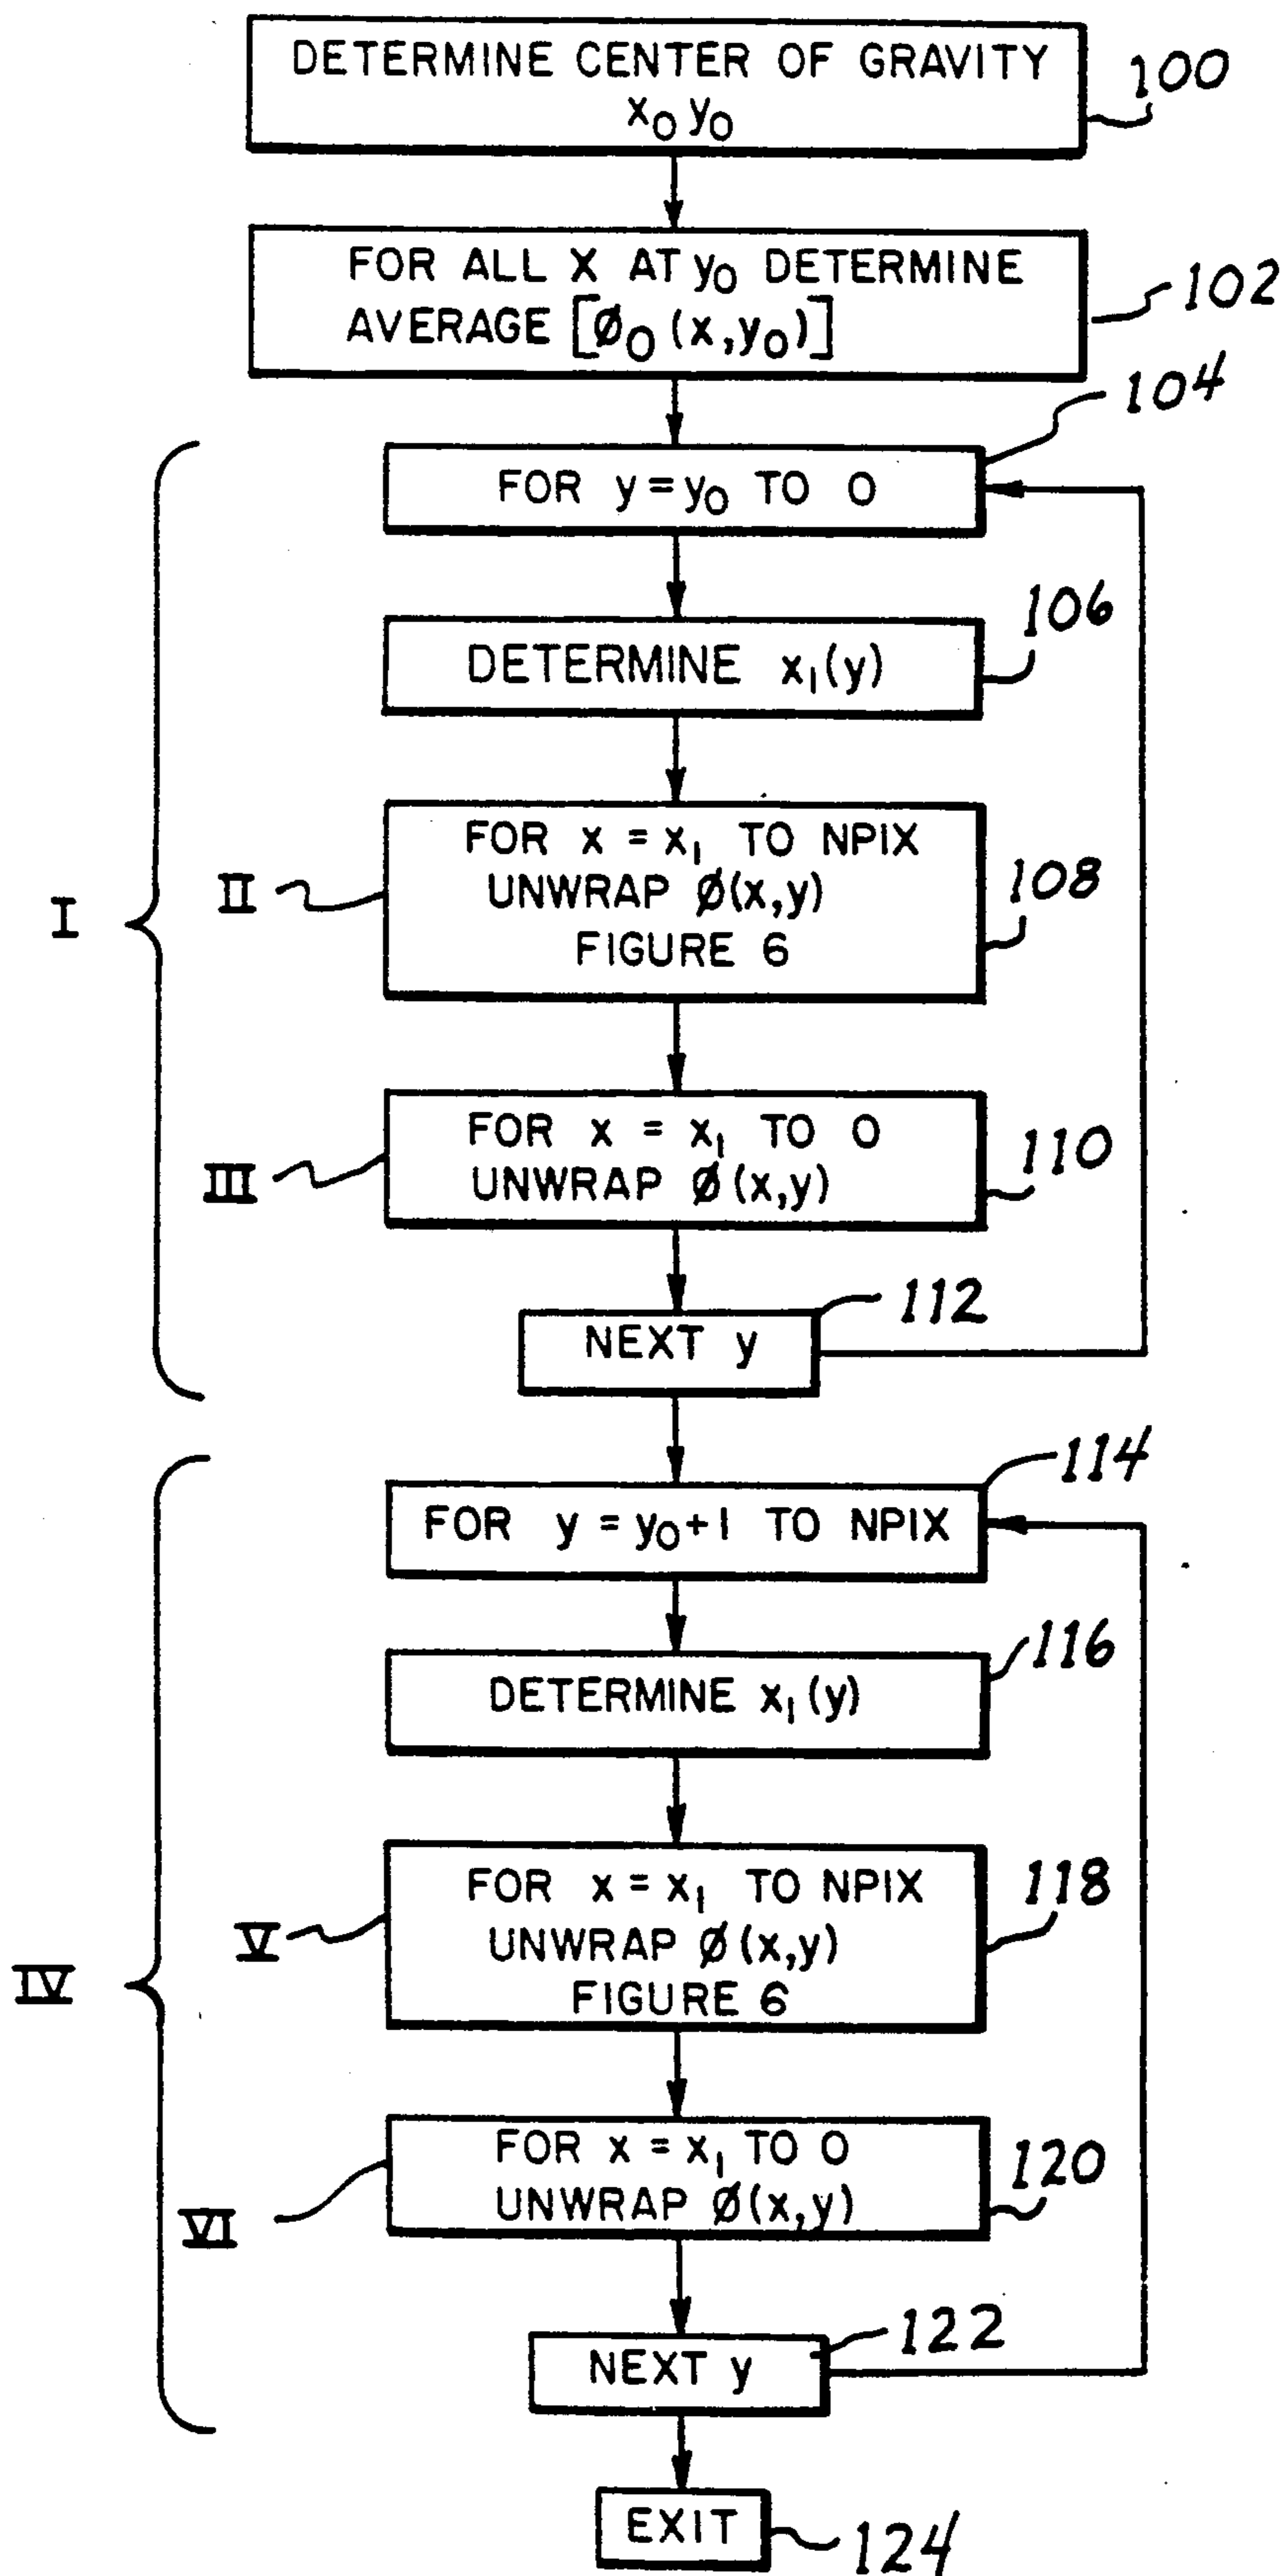 DETERMINE CENTER OF GRAVITY
x₀ y₀
100
FOR ALL X AT y₀ DETERMINE
AVERAGE [ø₀ (x,y₀)]
102
104
FOR y = y₀ TO 0
106
DETERMINE x₁(y)
I
II
FOR x = x₁ TO NPIX
UNWRAP ø(x,y)
FIGURE 6
108
III
FOR x = x₁ TO 0
UNWRAP ø(x,y)
110
NEXT y
112
114
FOR y = y₀+1 TO NPIX
116
DETERMINE x₁(y)
IV
V
FOR x = x₁ TO NPIX
UNWRAP ø(x,y)
FIGURE 6
118
VI
FOR x = x₁ TO 0
UNWRAP ø(x,y)
120
NEXT y
122
EXIT
124